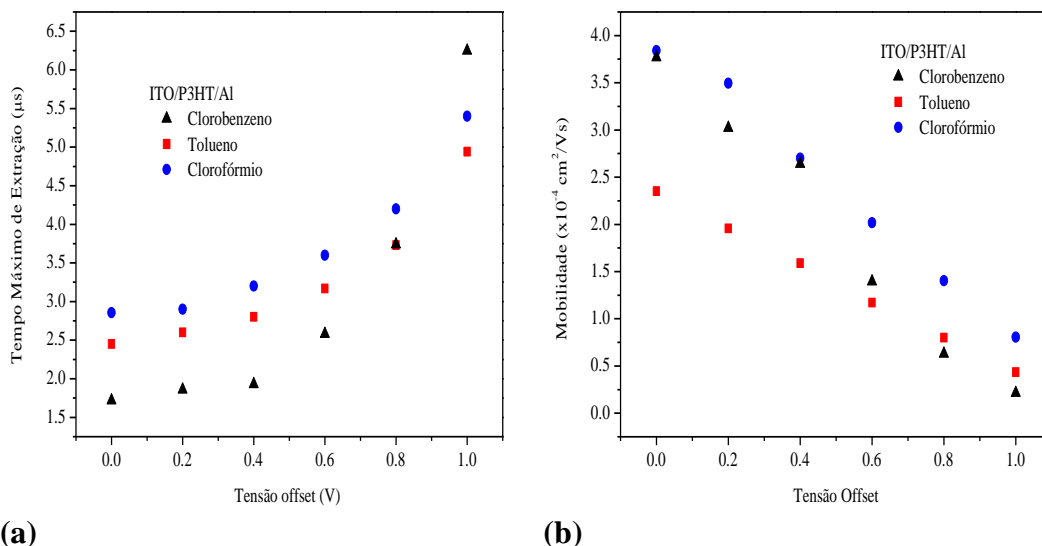 6.5
6.0
5.5
5.0
4.5
4.0
3.5
3.0
2.5
2.0
1.5
Tempo Máximo de Extração (μs)
ITO/P3HT/Al
Clorobenzeno
Tolueno
Clorofórmio
0.0 0.2 0.4 0.6 0.8 1.0
Tensão offset (V)
(a)
4.0
3.5
3.0
2.5
2.0
1.5
1.0
0.5
0.0
Mobilidade (x10⁻⁴ cm²/Vs)
ITO/P3HT/Al
Clorobenzeno
Tolueno
Clorofórmio
0.0 0.2 0.4 0.6 0.8 1.0
Tensão Offset
(b)